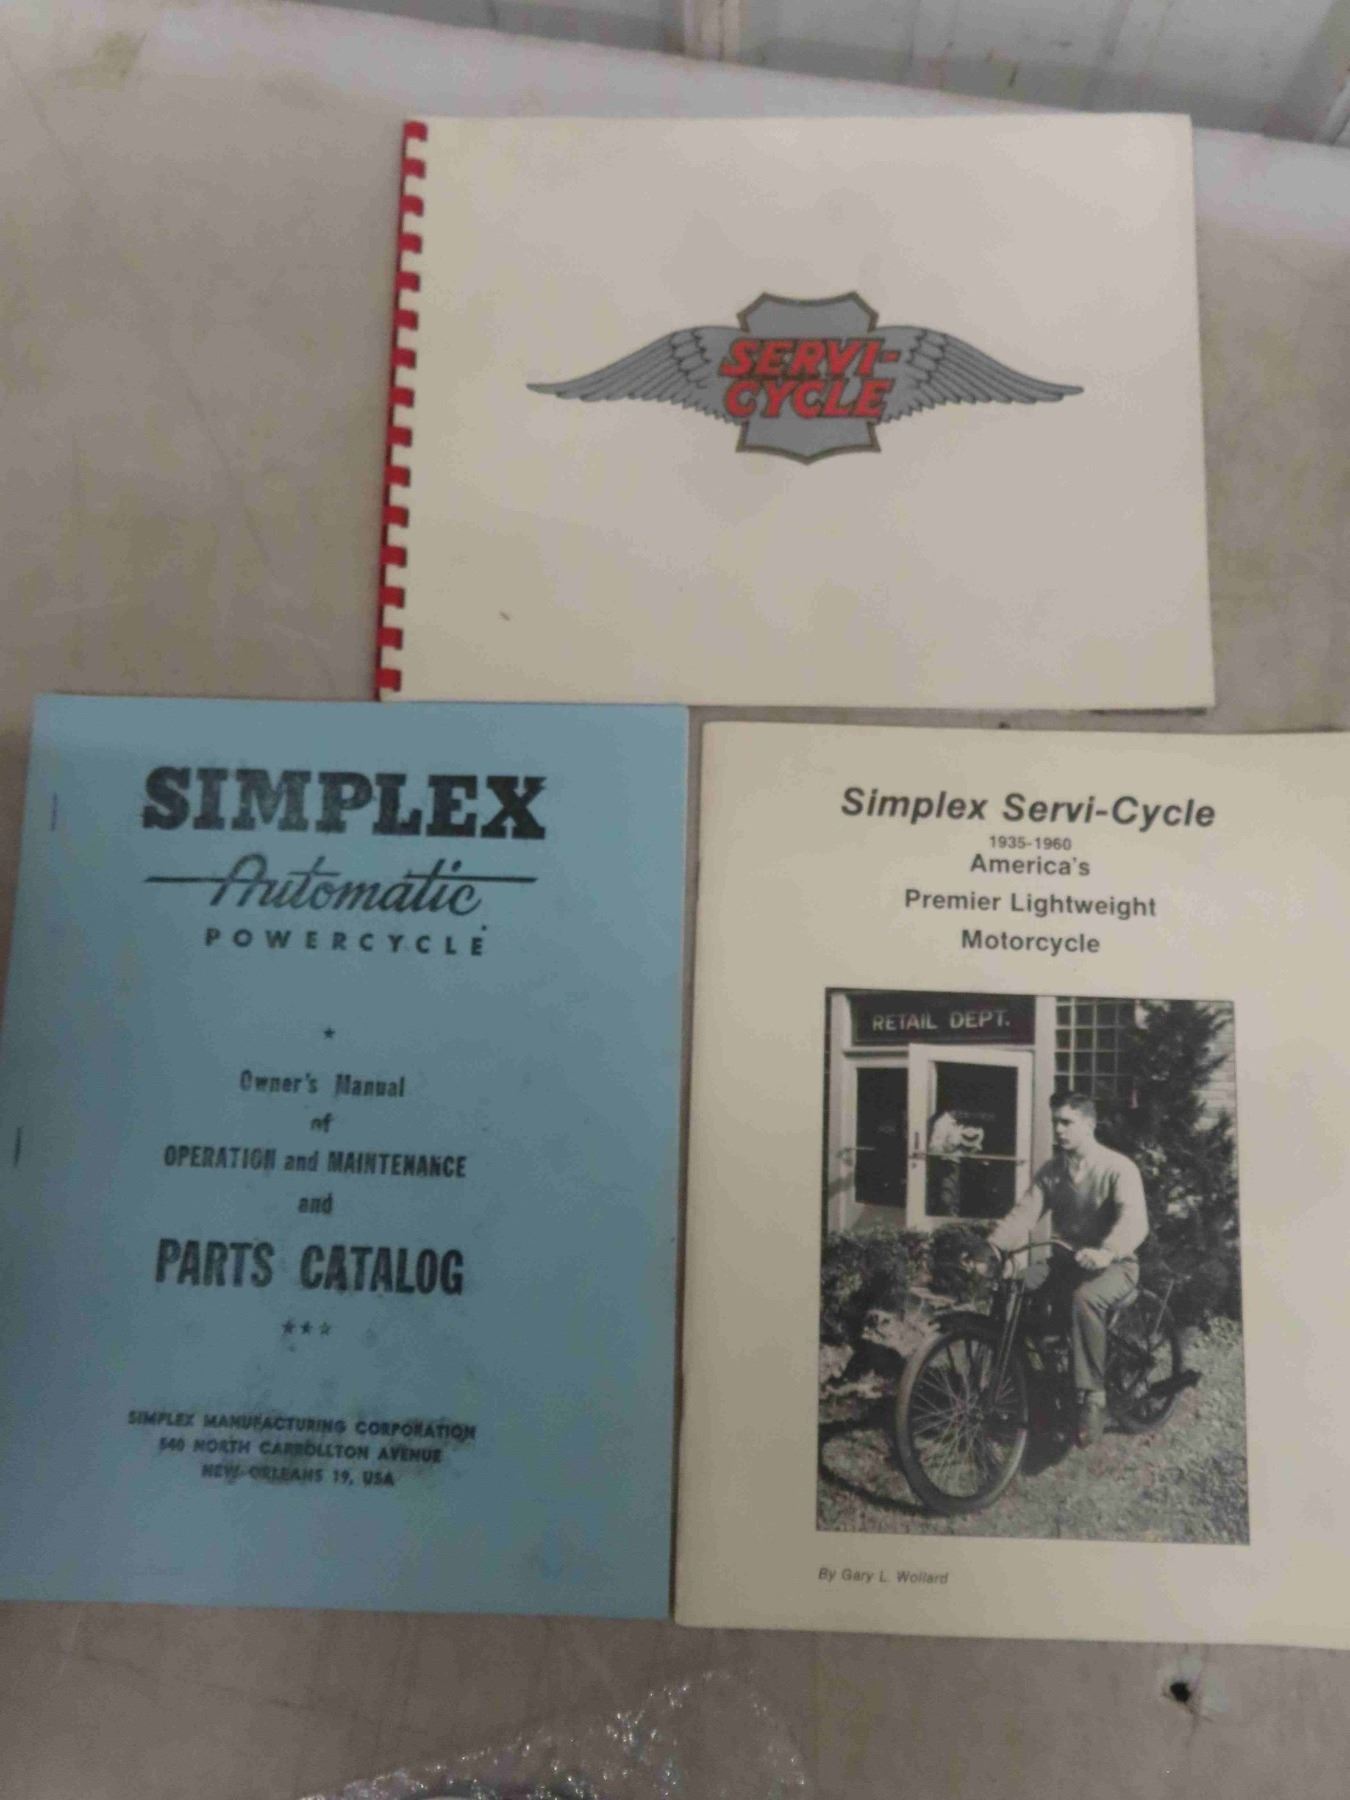 SERVI-
CYCLE
SIMPLEX
Automatic
POWERCYCLE
Owner's Manual
of
OPERATION and MAINTENANCE
and
PARTS CATALOG
SIMPLEX MANUFACTURING CORPORATION
540 NORTH CARROLLTON AVENUE
NEW ORLEANS 19, USA
Simplex Servi-Cycle
1935-1960
America's
Premier Lightweight
Motorcycle
RETAIL DEPT.
By Gary L. Wollard